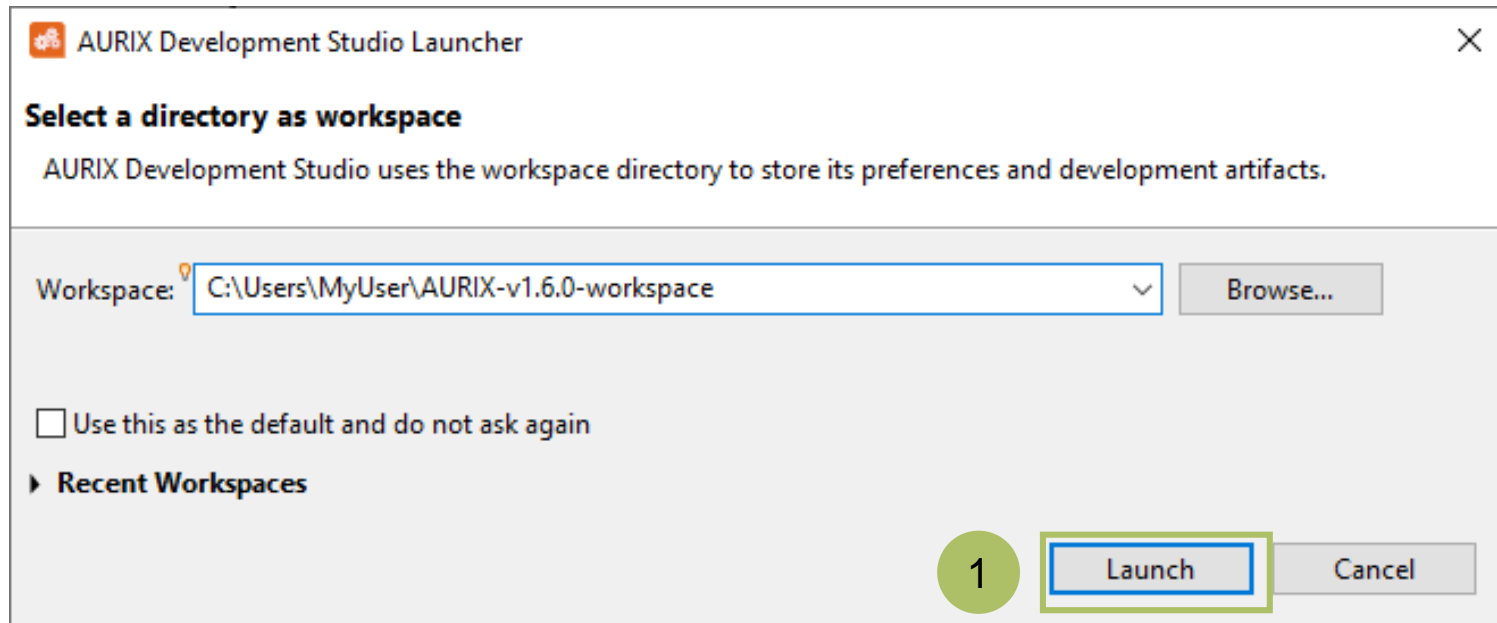 AURIX Development Studio Launcher
Select a directory as workspace
AURIX Development Studio uses the workspace directory to store its preferences and development artifacts.
Workspace: C:\Users\MyUser\AURIX-v1.6.0-workspace Browse...
Use this as the default and do not ask again
Recent Workspaces
1 Launch Cancel